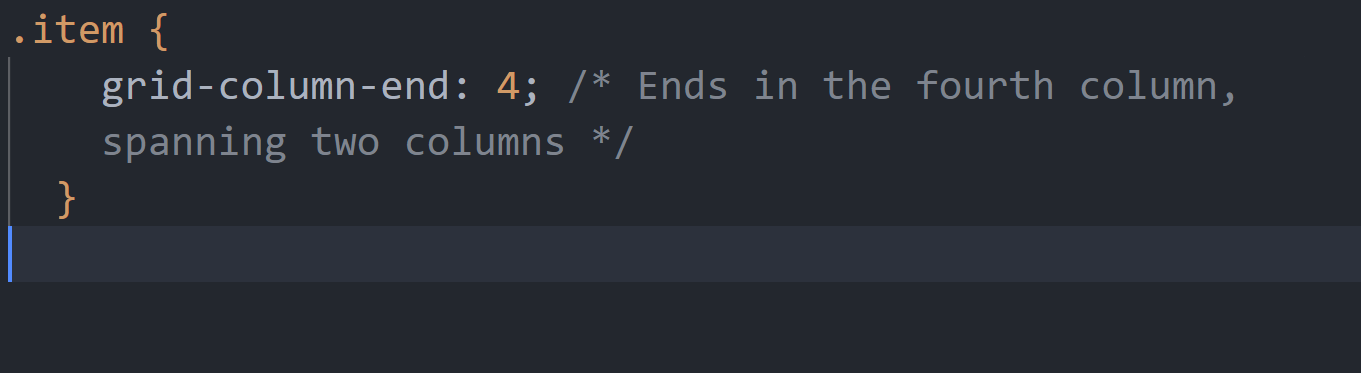 .item {
grid-column-end: 4; /* Ends in the fourth column,
spanning two columns */
}